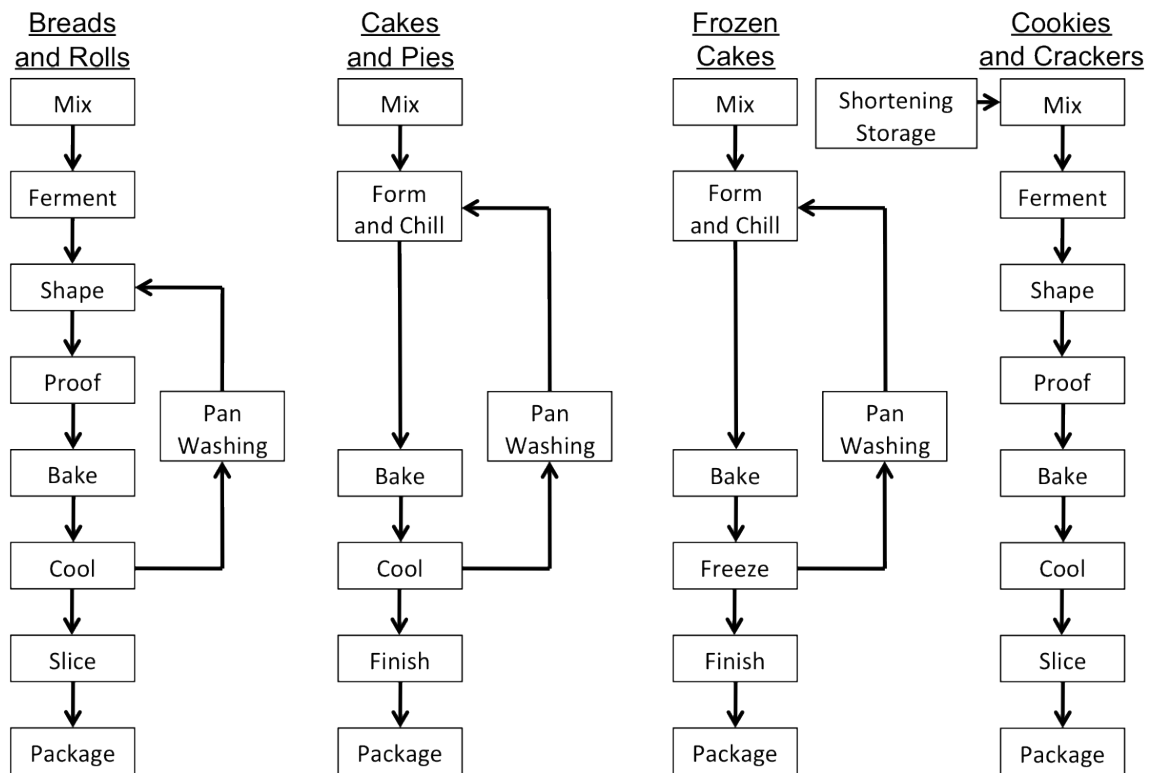 Breads
and Rolls
Mix
Ferment
Shape
Proof
Pan
Washing
Bake
Cool
Slice
Package
Cakes
and Pies
Mix
Form
and Chill
Pan
Washing
Bake
Cool
Finish
Package
Frozen
Cakes
Mix
Form
and Chill
Pan
Washing
Bake
Freeze
Finish
Package
Cookies
and Crackers
Shortening
Storage
Mix
Ferment
Shape
Proof
Bake
Cool
Slice
Package